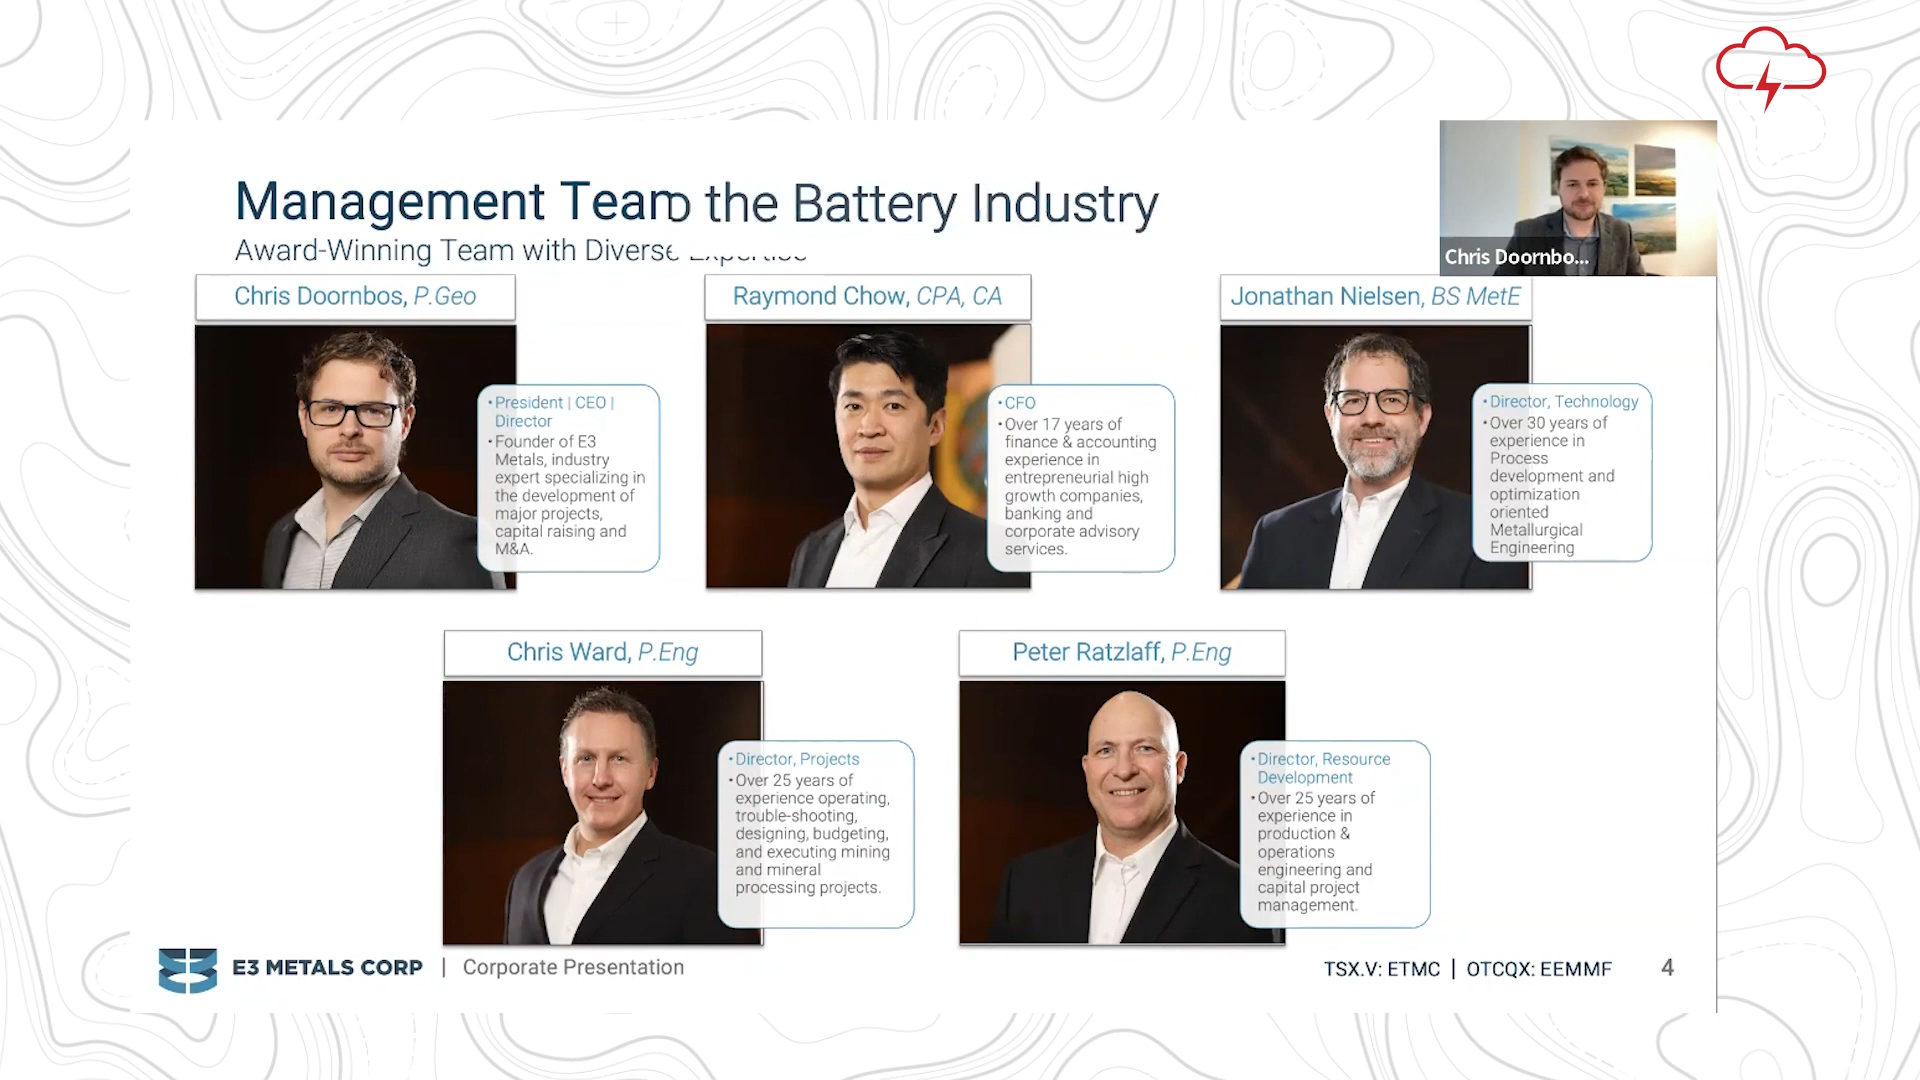 Management Team the Battery Industry
Award-Winning Team with Diverse Expertise
Chris Doornbo...
Chris Doornbos, P.Geo
• President | CEO |
Director
• Founder of E3
Metals, industry
expert specializing in
the development of
major projects,
capital raising and
M&A.
Raymond Chow, CPA, CA
• CFO
• Over 17 years of
finance & accounting
experience in
entrepreneurial high
growth companies,
banking and
corporate advisory
services.
Jonathan Nielsen, BS MetE
• Director, Technology
• Over 30 years of
experience in
Process
development and
optimization
oriented
Metallurgical
Engineering
Chris Ward, P.Eng
• Director, Projects
• Over 25 years of
experience operating,
trouble-shooting,
designing, budgeting,
and executing mining
and mineral
processing projects.
Peter Ratzlaff, P.Eng
• Director, Resource
Development
• Over 25 years of
experience in
production &
operations
engineering and
capital project
management.
E3 METALS CORP | Corporate Presentation
TSX.V: ETMC | OTCQX: EEMMF 4